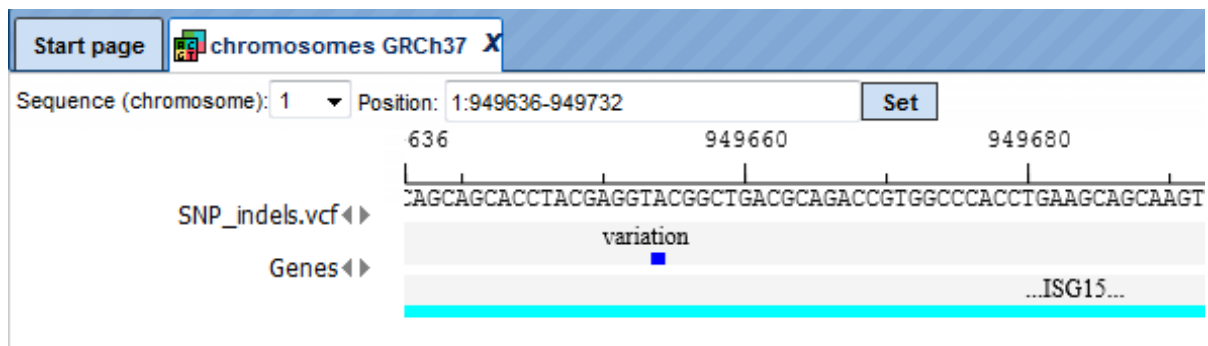 Start page chromosomes GRCh37 X
Sequence (chromosome): 1 Position: 1:949636-949732 Set
636 949660 949680
CAGCAGCACCTACGAGGTACGGCTGACGCAGACCGTGGCCCACCTGAAGCAGCAAGT
SNP_indels.vcf
variation
Genes
...ISG15...